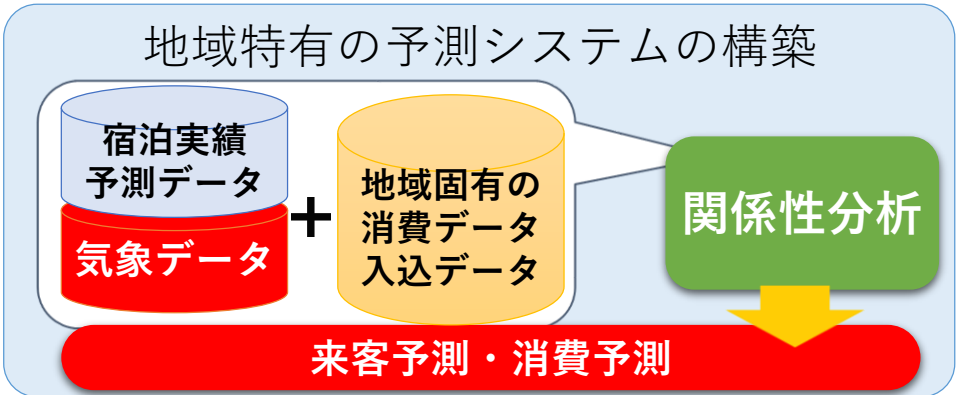 地域特有の予測システムの構築
宿泊実績
予測データ
気象データ
+
地域固有の
消費データ
入込データ
関係性分析
来客予測・消費予測